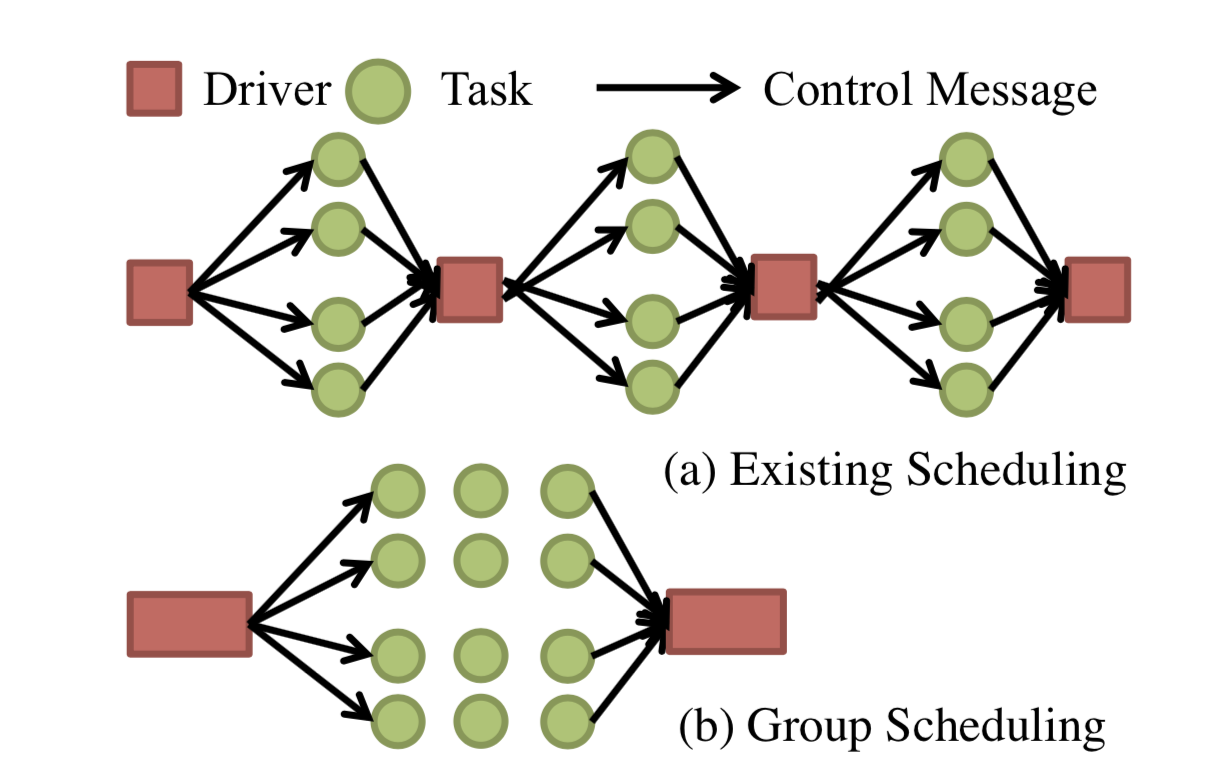 Driver Task Control Message
(a) Existing Scheduling
(b) Group Scheduling